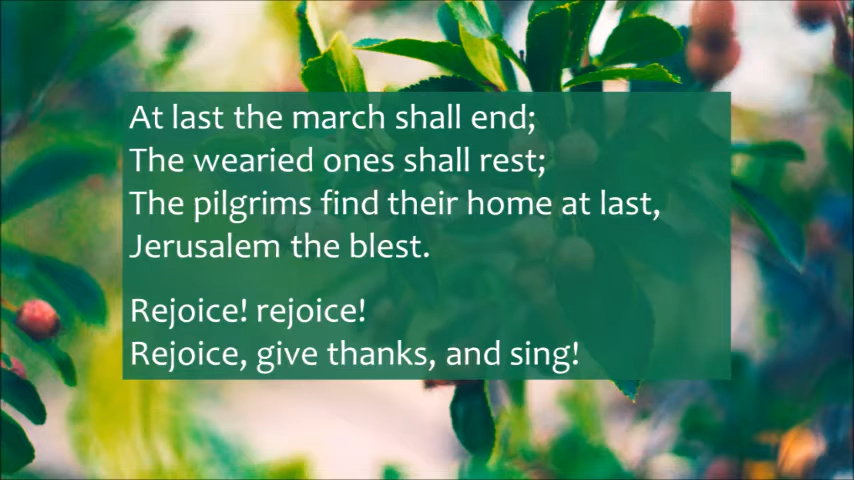 At last the march shall end;
The wearied ones shall rest;
The pilgrims find their home at last,
Jerusalem the blest.
Rejoice! rejoice!
Rejoice, give thanks, and sing!